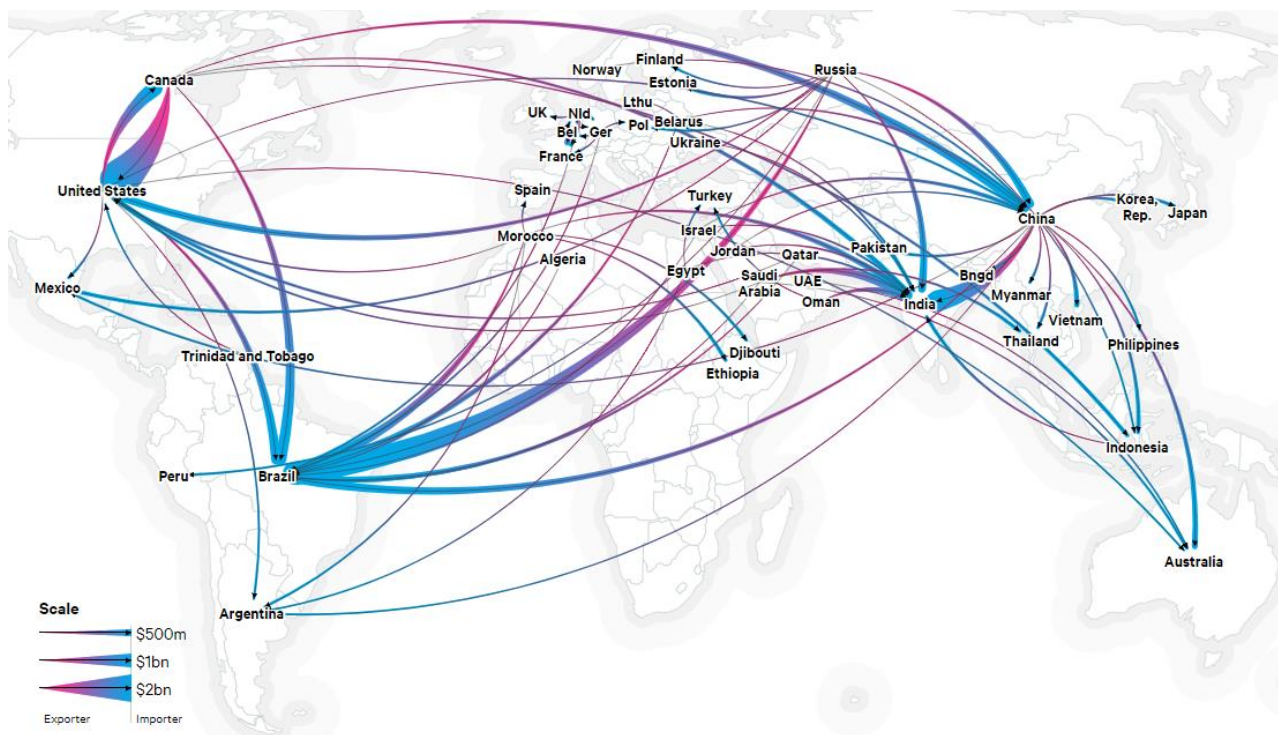 Canada
Norway
Finland
Russia
Estonia
Lthu
UK
Nld
Pol
Belarus
Bel
Ger
Ukraine
France
United States
Spain
Turkey
Korea,
Rep.
Japan
China
Morocco
Israel
Jordan
Qatar
Pakistan
Algeria
Egypt
Saudi
Arabia
UAE
Bngd
Mexico
Oman
India
Myanmar
Vietnam
Trinidad and Tobago
Djibouti
Thailand
Philippines
Ethiopia
Peru
Brazil
Indonesia
Australia
Argentina
Scale
$500m
$1bn
$2bn
Exporter
Importer